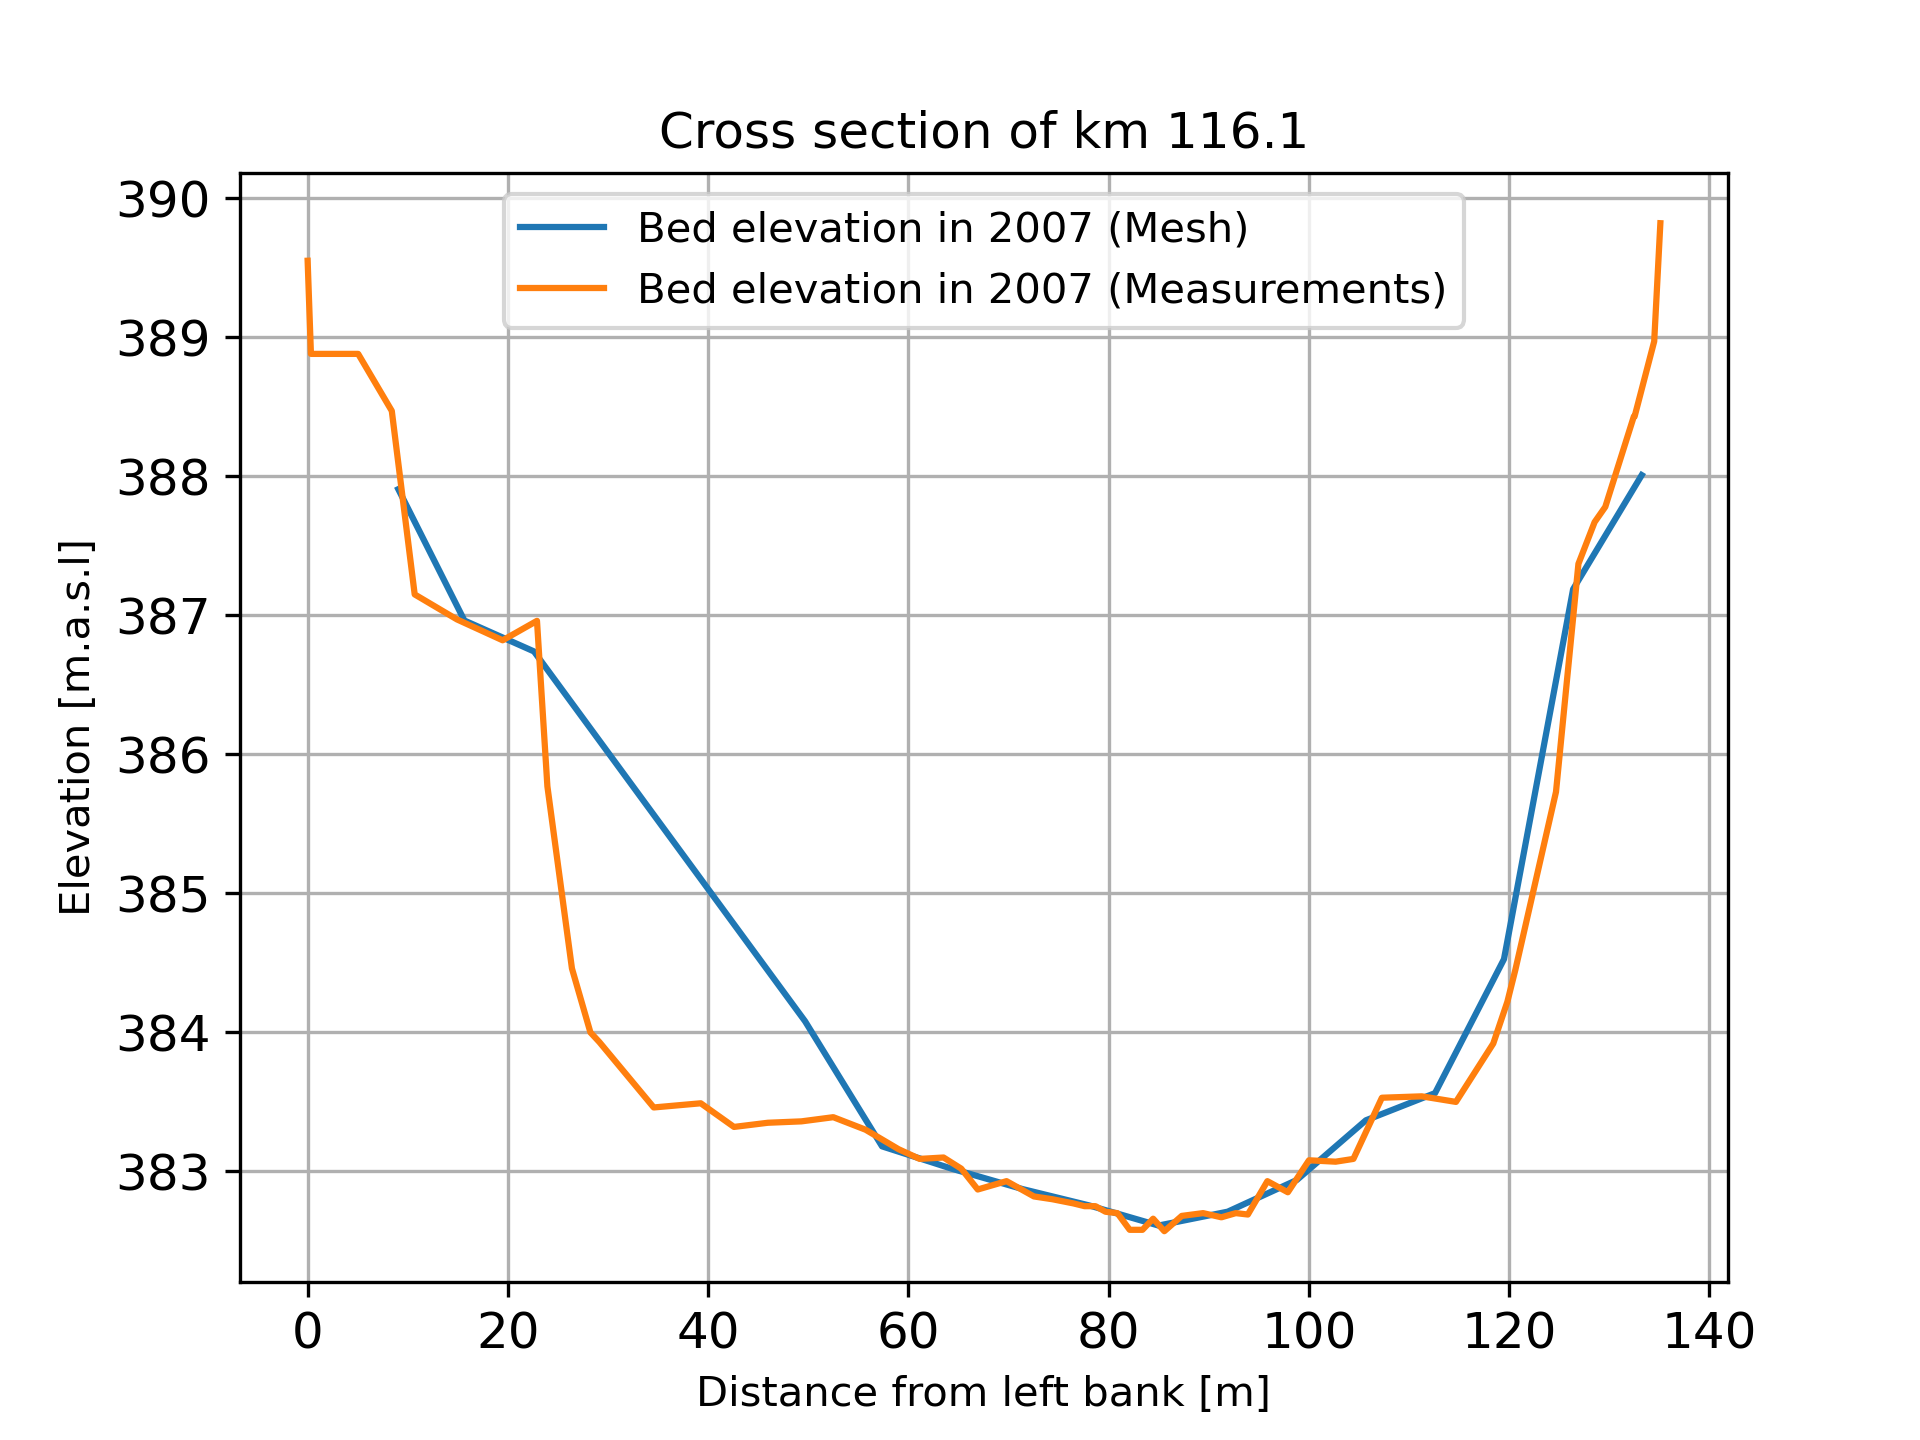 Cross section of km 116.1
Bed elevation in 2007 (Mesh)
Bed elevation in 2007 (Measurements)
Elevation [m.a.s.l]
390
389
388
387
386
385
384
383
0 20 40 60 80 100 120 140
Distance from left bank [m]